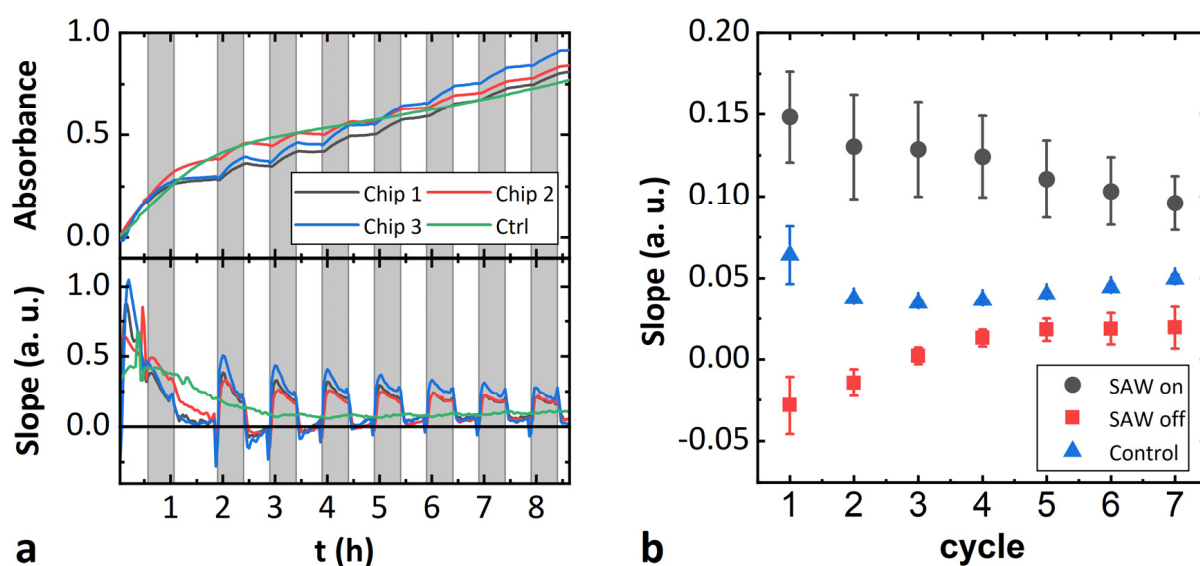 Absorbance
1.0
0.5
0.0
Chip 1
Chip 2
Chip 3
Ctrl
Slope (a. u.)
1.0
0.5
0.0
1 2 3 4 5 6 7 8
t (h)
a
Slope (a. u.)
0.20
0.15
0.10
0.05
0.00
-0.05
SAW on
SAW off
Control
1 2 3 4 5 6 7
cycle
b